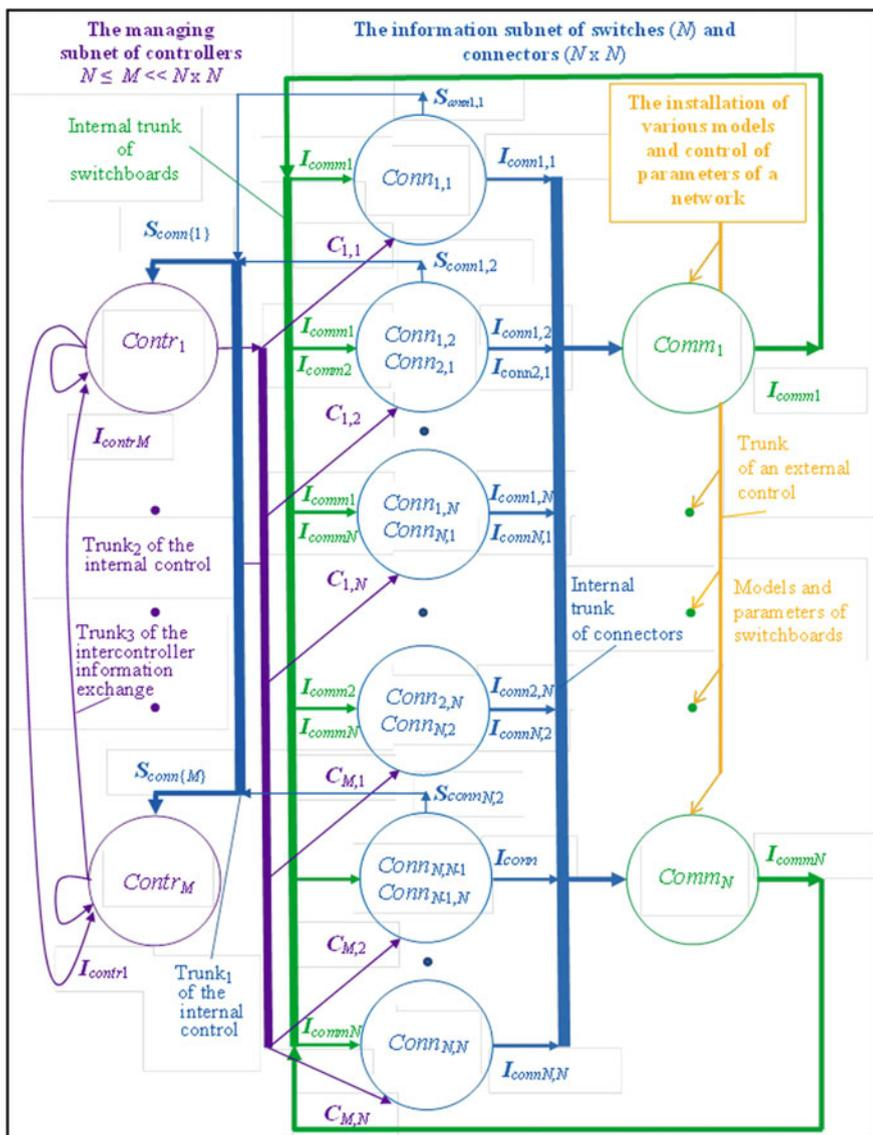 The managing
subnet of controllers
N ≤ M << N x N
The information subnet of switches (N) and
connectors (N x N)
Internal trunk
of
switchboards
S_conn1,1
The installation of
various models
and control of
parameters of a
network
I_comm1
Conn_1,1
I_conn1,1
S_conn{1}
C_1,1
S_conn1,2
Contr_1
I_comm1
I_comm2
Conn_1,2
Conn_2,1
I_conn1,2
I_conn2,1
Comm_1
I_comm1
C_1,2
I_contrM
Trunk
of an external
control
I_comm1
I_commN
Conn_1,N
Conn_N,1
I_conn1,N
I_connN,1
Trunk_2 of the
internal control
C_1,N
Internal
trunk
of connectors
Models and
parameters of
switchboards
Trunk_3 of the
intercontroller
information
exchange
I_comm2
I_commN
Conn_2,N
Conn_N,2
I_conn2,N
I_connN,2
S_conn{M}
C_M,1
S_connN,2
Contr_M
Conn_N,N-1
Conn_N-1,N
I_conn
Comm_N
I_commN
C_M,2
I_contr1
Trunk_1
of the
internal
control
I_commN
Conn_N,N
I_connN,N
C_M,N